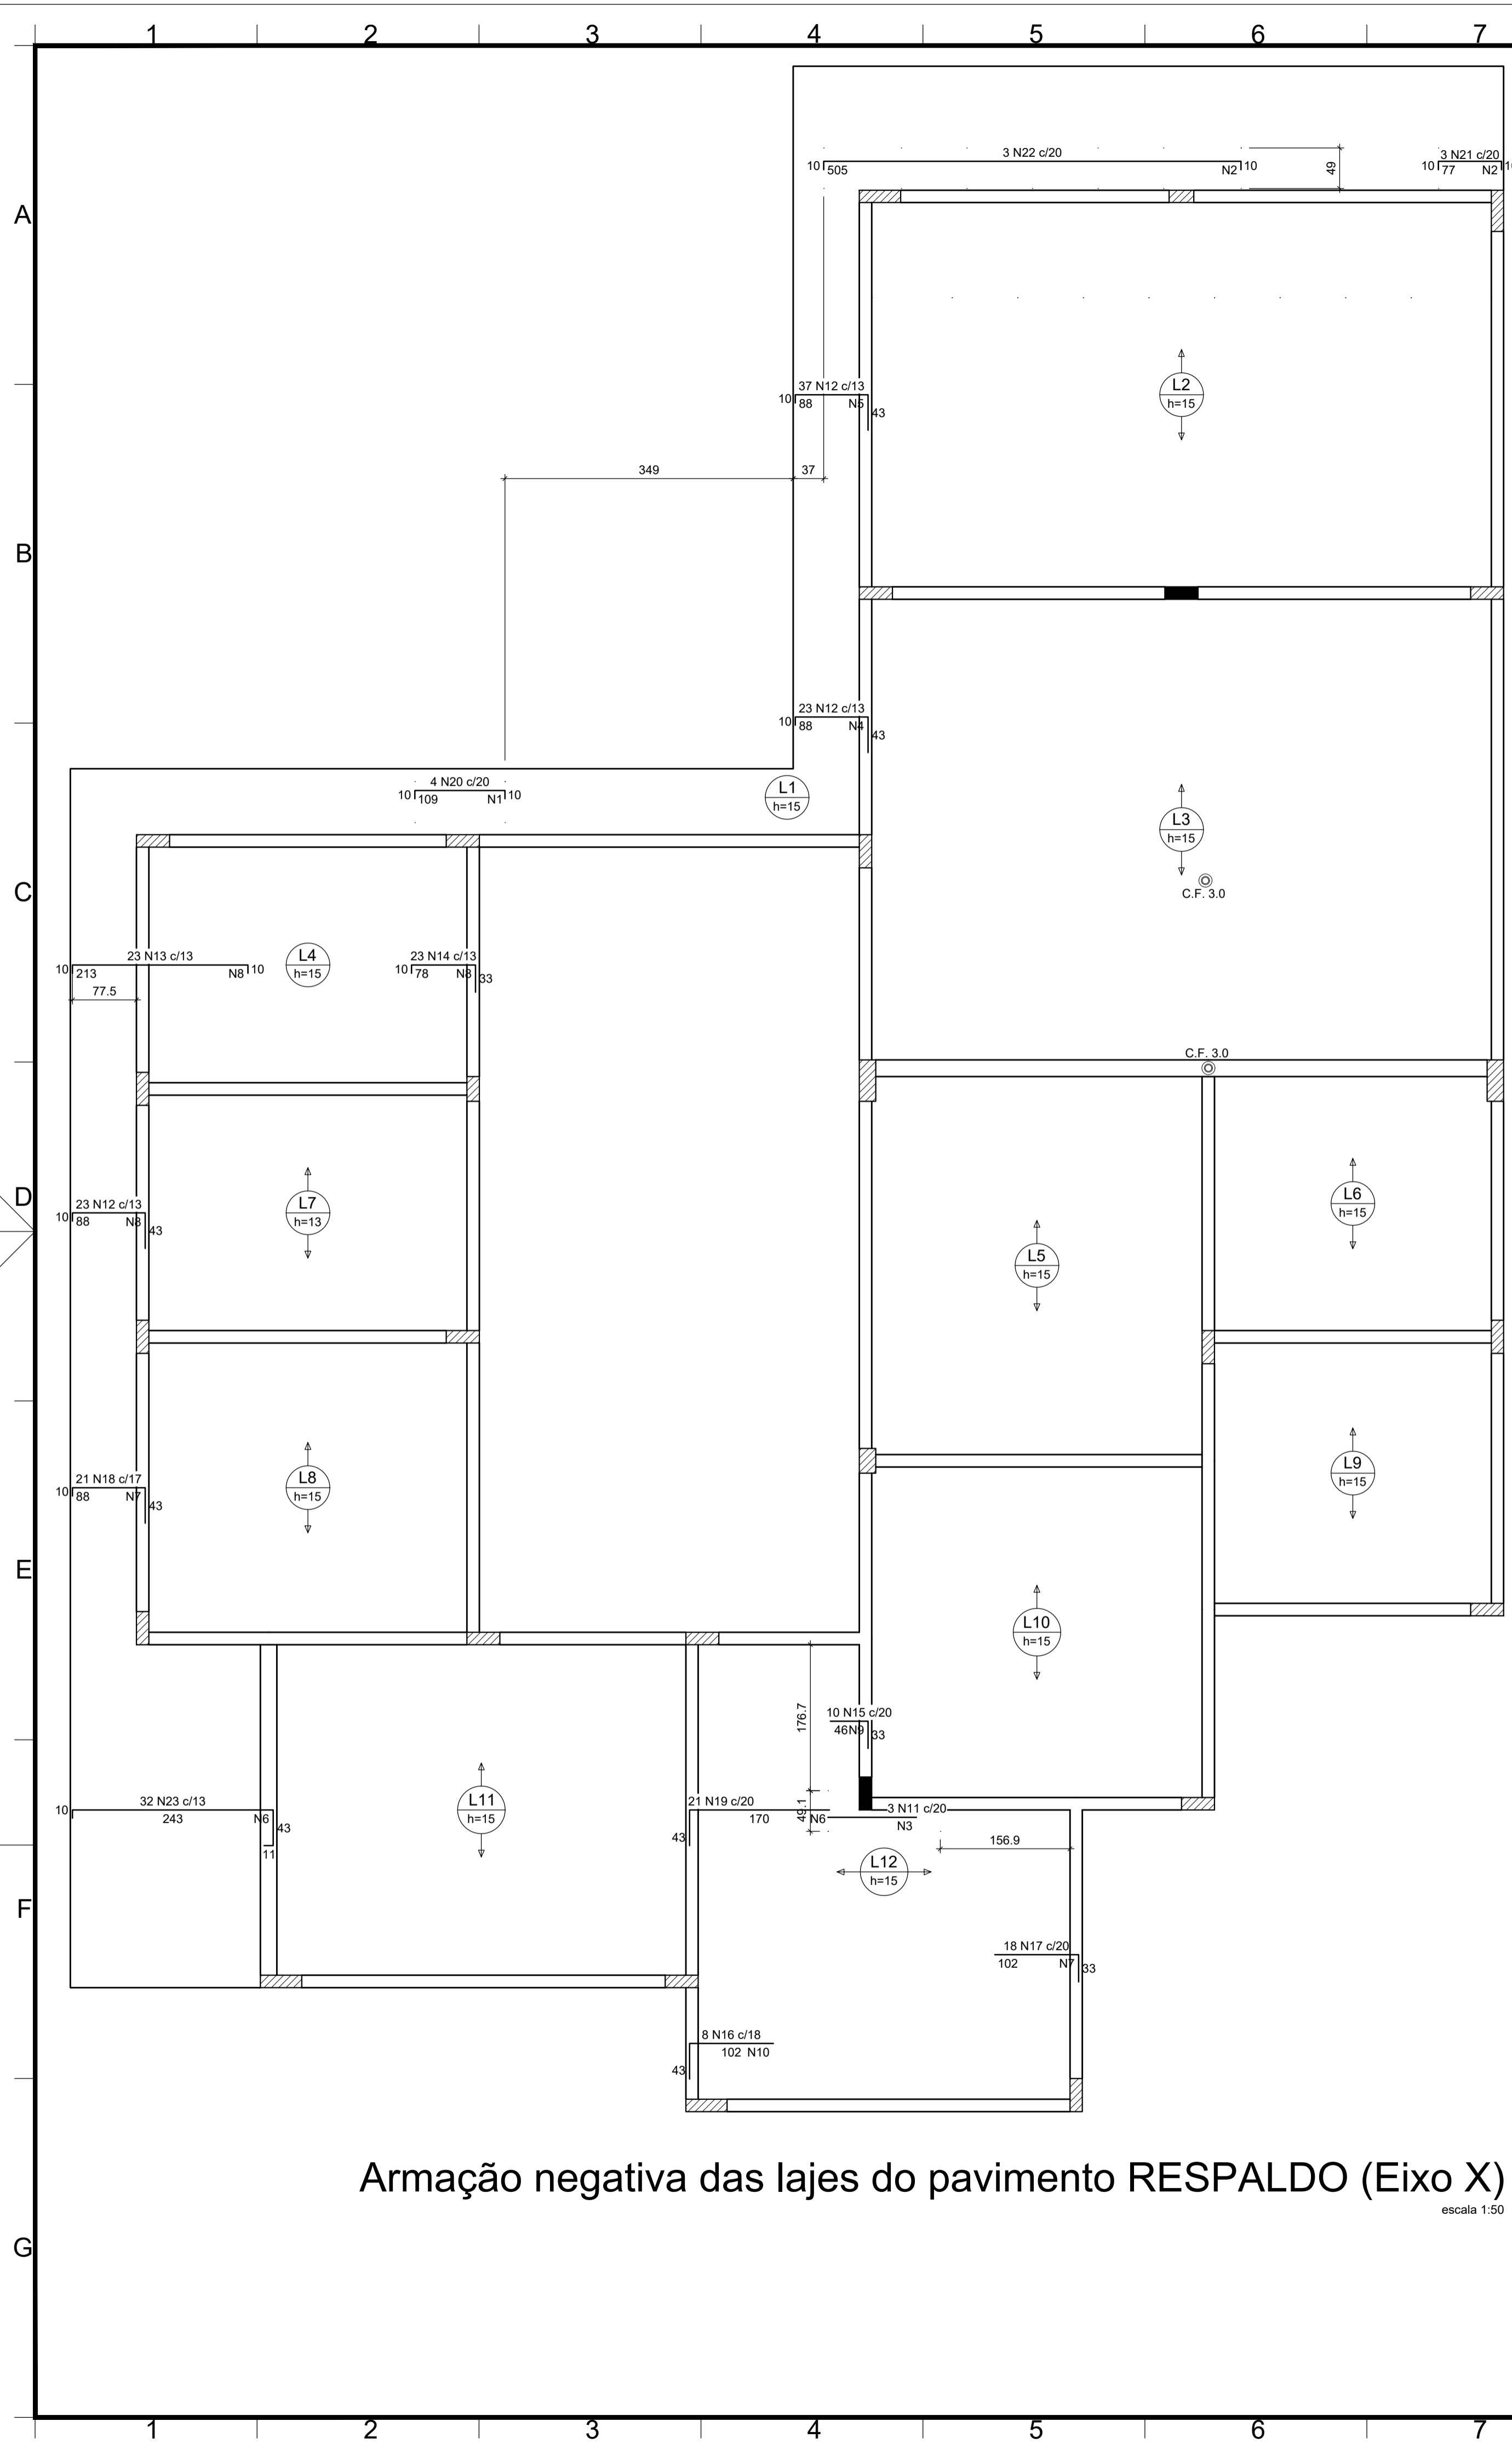 1 2 3 4 5 6 7
3 N22 c/20
10 505 N2 10
49
3 N21 c/20
10 77 N2
A
37 N12 c/13
10 88 N5 43
L2
h=15
349 37
B
23 N12 c/13
10 88 N4 43
4 N20 c/20
10 109 N1 10
L1
h=15
L3
h=15
C.F. 3.0
C
23 N13 c/13
10 213 N8 10
77.5
L4
h=15
23 N14 c/13
10 78 N8 33
C.F. 3.0
D
23 N12 c/13
10 88 N8 43
L7
h=13
L6
h=15
L5
h=15
21 N18 c/17
10 88 N7 43
L8
h=15
L9
h=15
E
L10
h=15
176.7
10 N15 c/20
46 N9 33
32 N23 c/13
10 243 N6 43
11
L11
h=15
21 N19 c/20
43 170 N6
49.1
3 N11 c/20
N3
156.9
L12
h=15
F
18 N17 c/20
102 N7 33
8 N16 c/18
43 102 N10
Armação negativa das lajes do pavimento RESPALDO (Eixo X)
escala 1:50
G
1 2 3 4 5 6 7